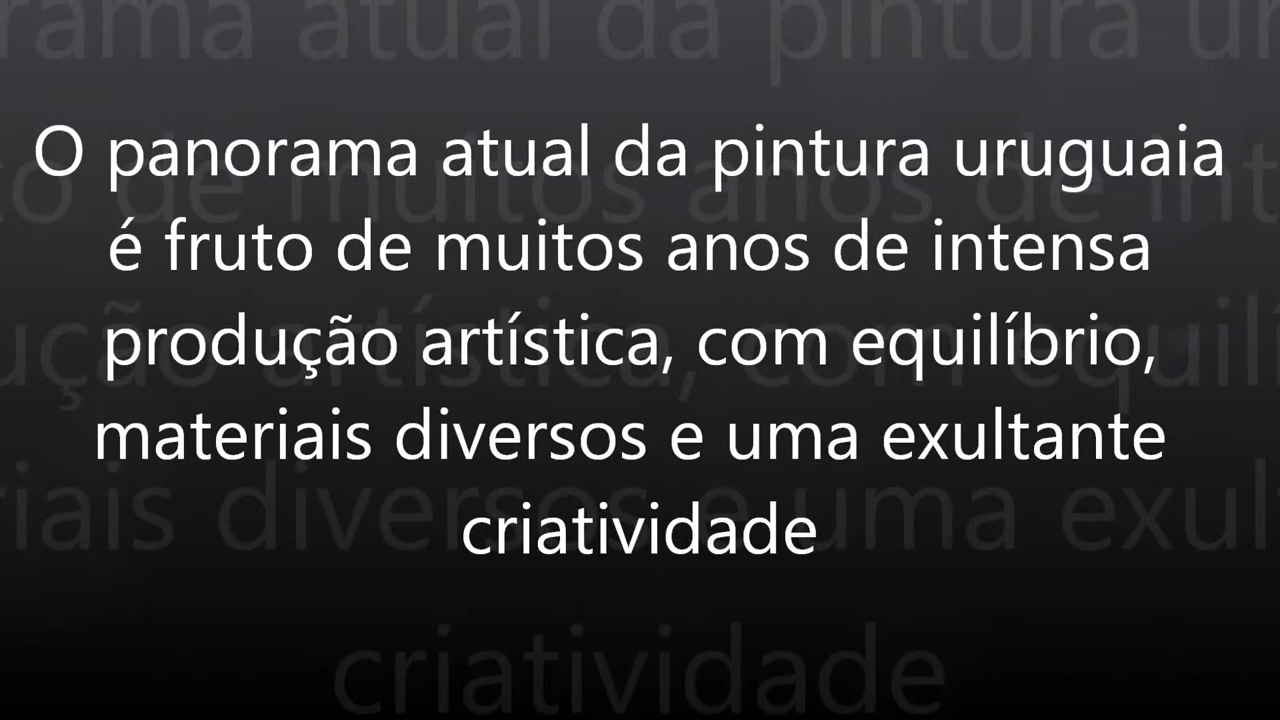 O panorama atual da pintura uruguaia
é fruto de muitos anos de intensa
produção artística, com equilíbrio,
materiais diversos e uma exultante
criatividade